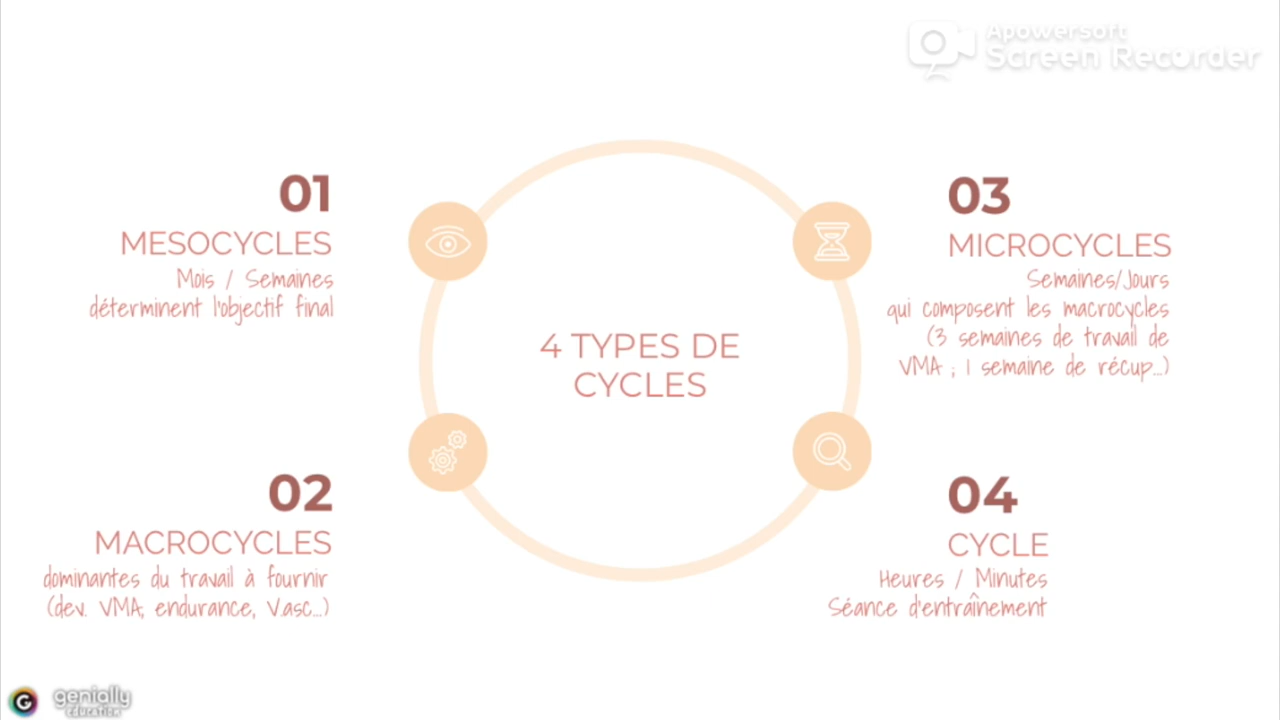 Apowersoft
Screen Recorder
01
MESOCYCLES
Mois / Semaines
déterminent l'objectif final
02
MACROCYCLES
dominantes du travail à fournir
(dev. VMA, endurance, V.asc...)
4 TYPES DE
CYCLES
03
MICROCYCLES
Semaines/Jours
qui composent les macrocycles
(3 semaines de travail de
VMA ; 1 semaine de récup...)
04
CYCLE
Heures / Minutes
Séance d'entraînement
G
genially
education